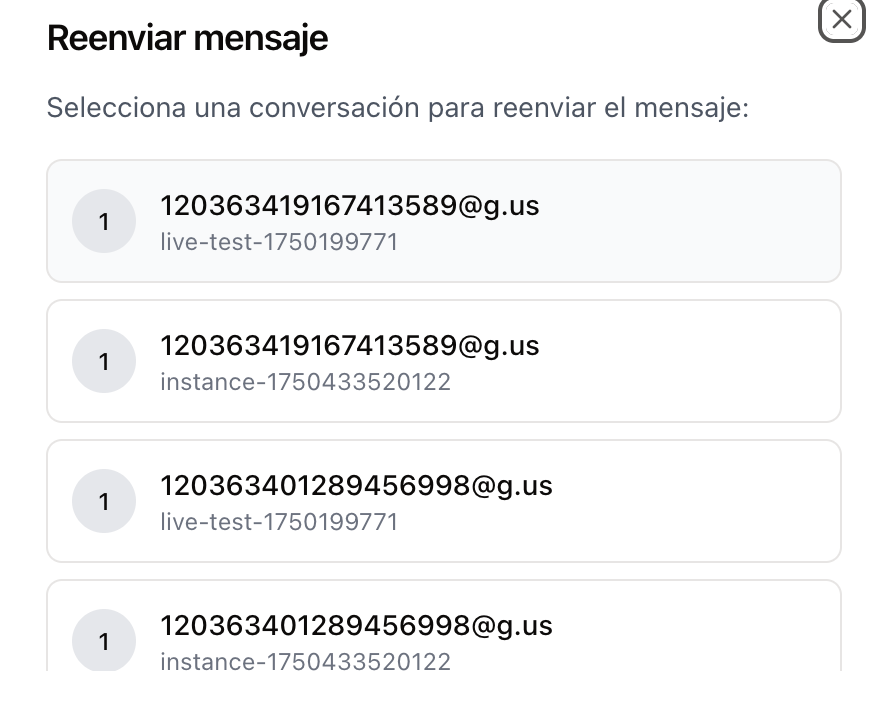 Reenviar mensaje
Selecciona una conversación para reenviar el mensaje:
1
120363419167413589@g.us
live-test-1750199771
1
120363419167413589@g.us
instance-1750433520122
1
120363401289456998@g.us
live-test-1750199771
1
120363401289456998@g.us
instance-1750433520122